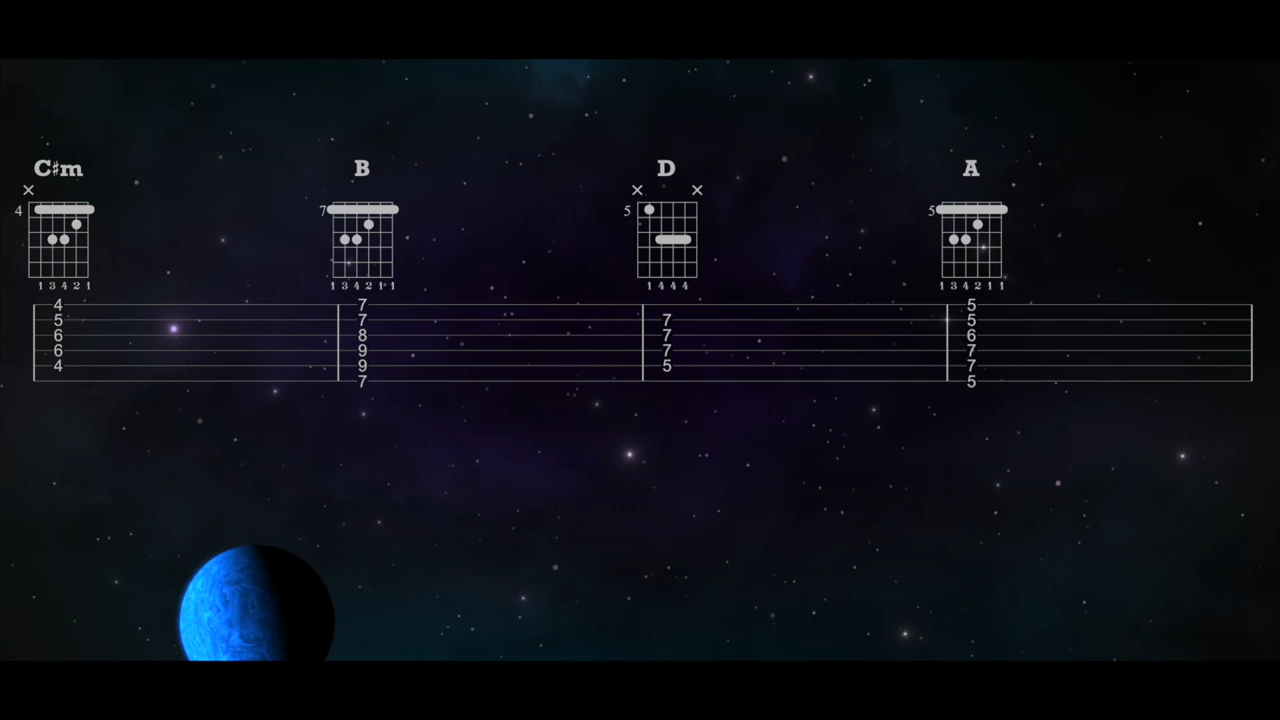 C♯m B D A
× × ×
4 7 5 5
1 3 4 2 1 1 3 4 2 1 1 1 4 4 4 1 3 4 2 1 1
4 7 5
5 7 7 5
6 8 7 6
6 9 7 7
4 9 5 7
7 5